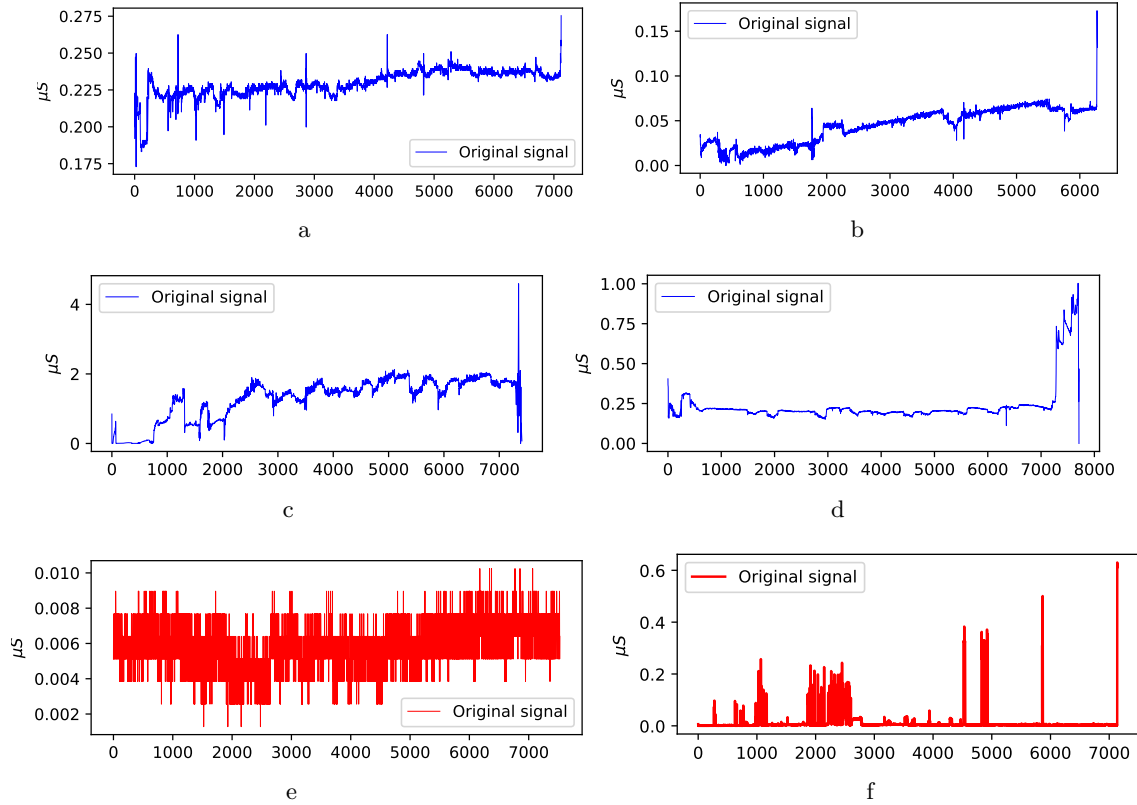 0.275
0.250
0.225
0.200
0.175
μS
Original signal
0 1000 2000 3000 4000 5000 6000 7000
a
0.15
0.10
0.05
0.00
μS
Original signal
0 1000 2000 3000 4000 5000 6000
b
4
2
0
μS
Original signal
0 1000 2000 3000 4000 5000 6000 7000
c
1.00
0.75
0.50
0.25
0.00
μS
Original signal
0 1000 2000 3000 4000 5000 6000 7000 8000
d
0.010
0.008
0.006
0.004
0.002
μS
Original signal
0 1000 2000 3000 4000 5000 6000 7000
e
0.6
0.4
0.2
0.0
μS
Original signal
0 1000 2000 3000 4000 5000 6000 7000
f